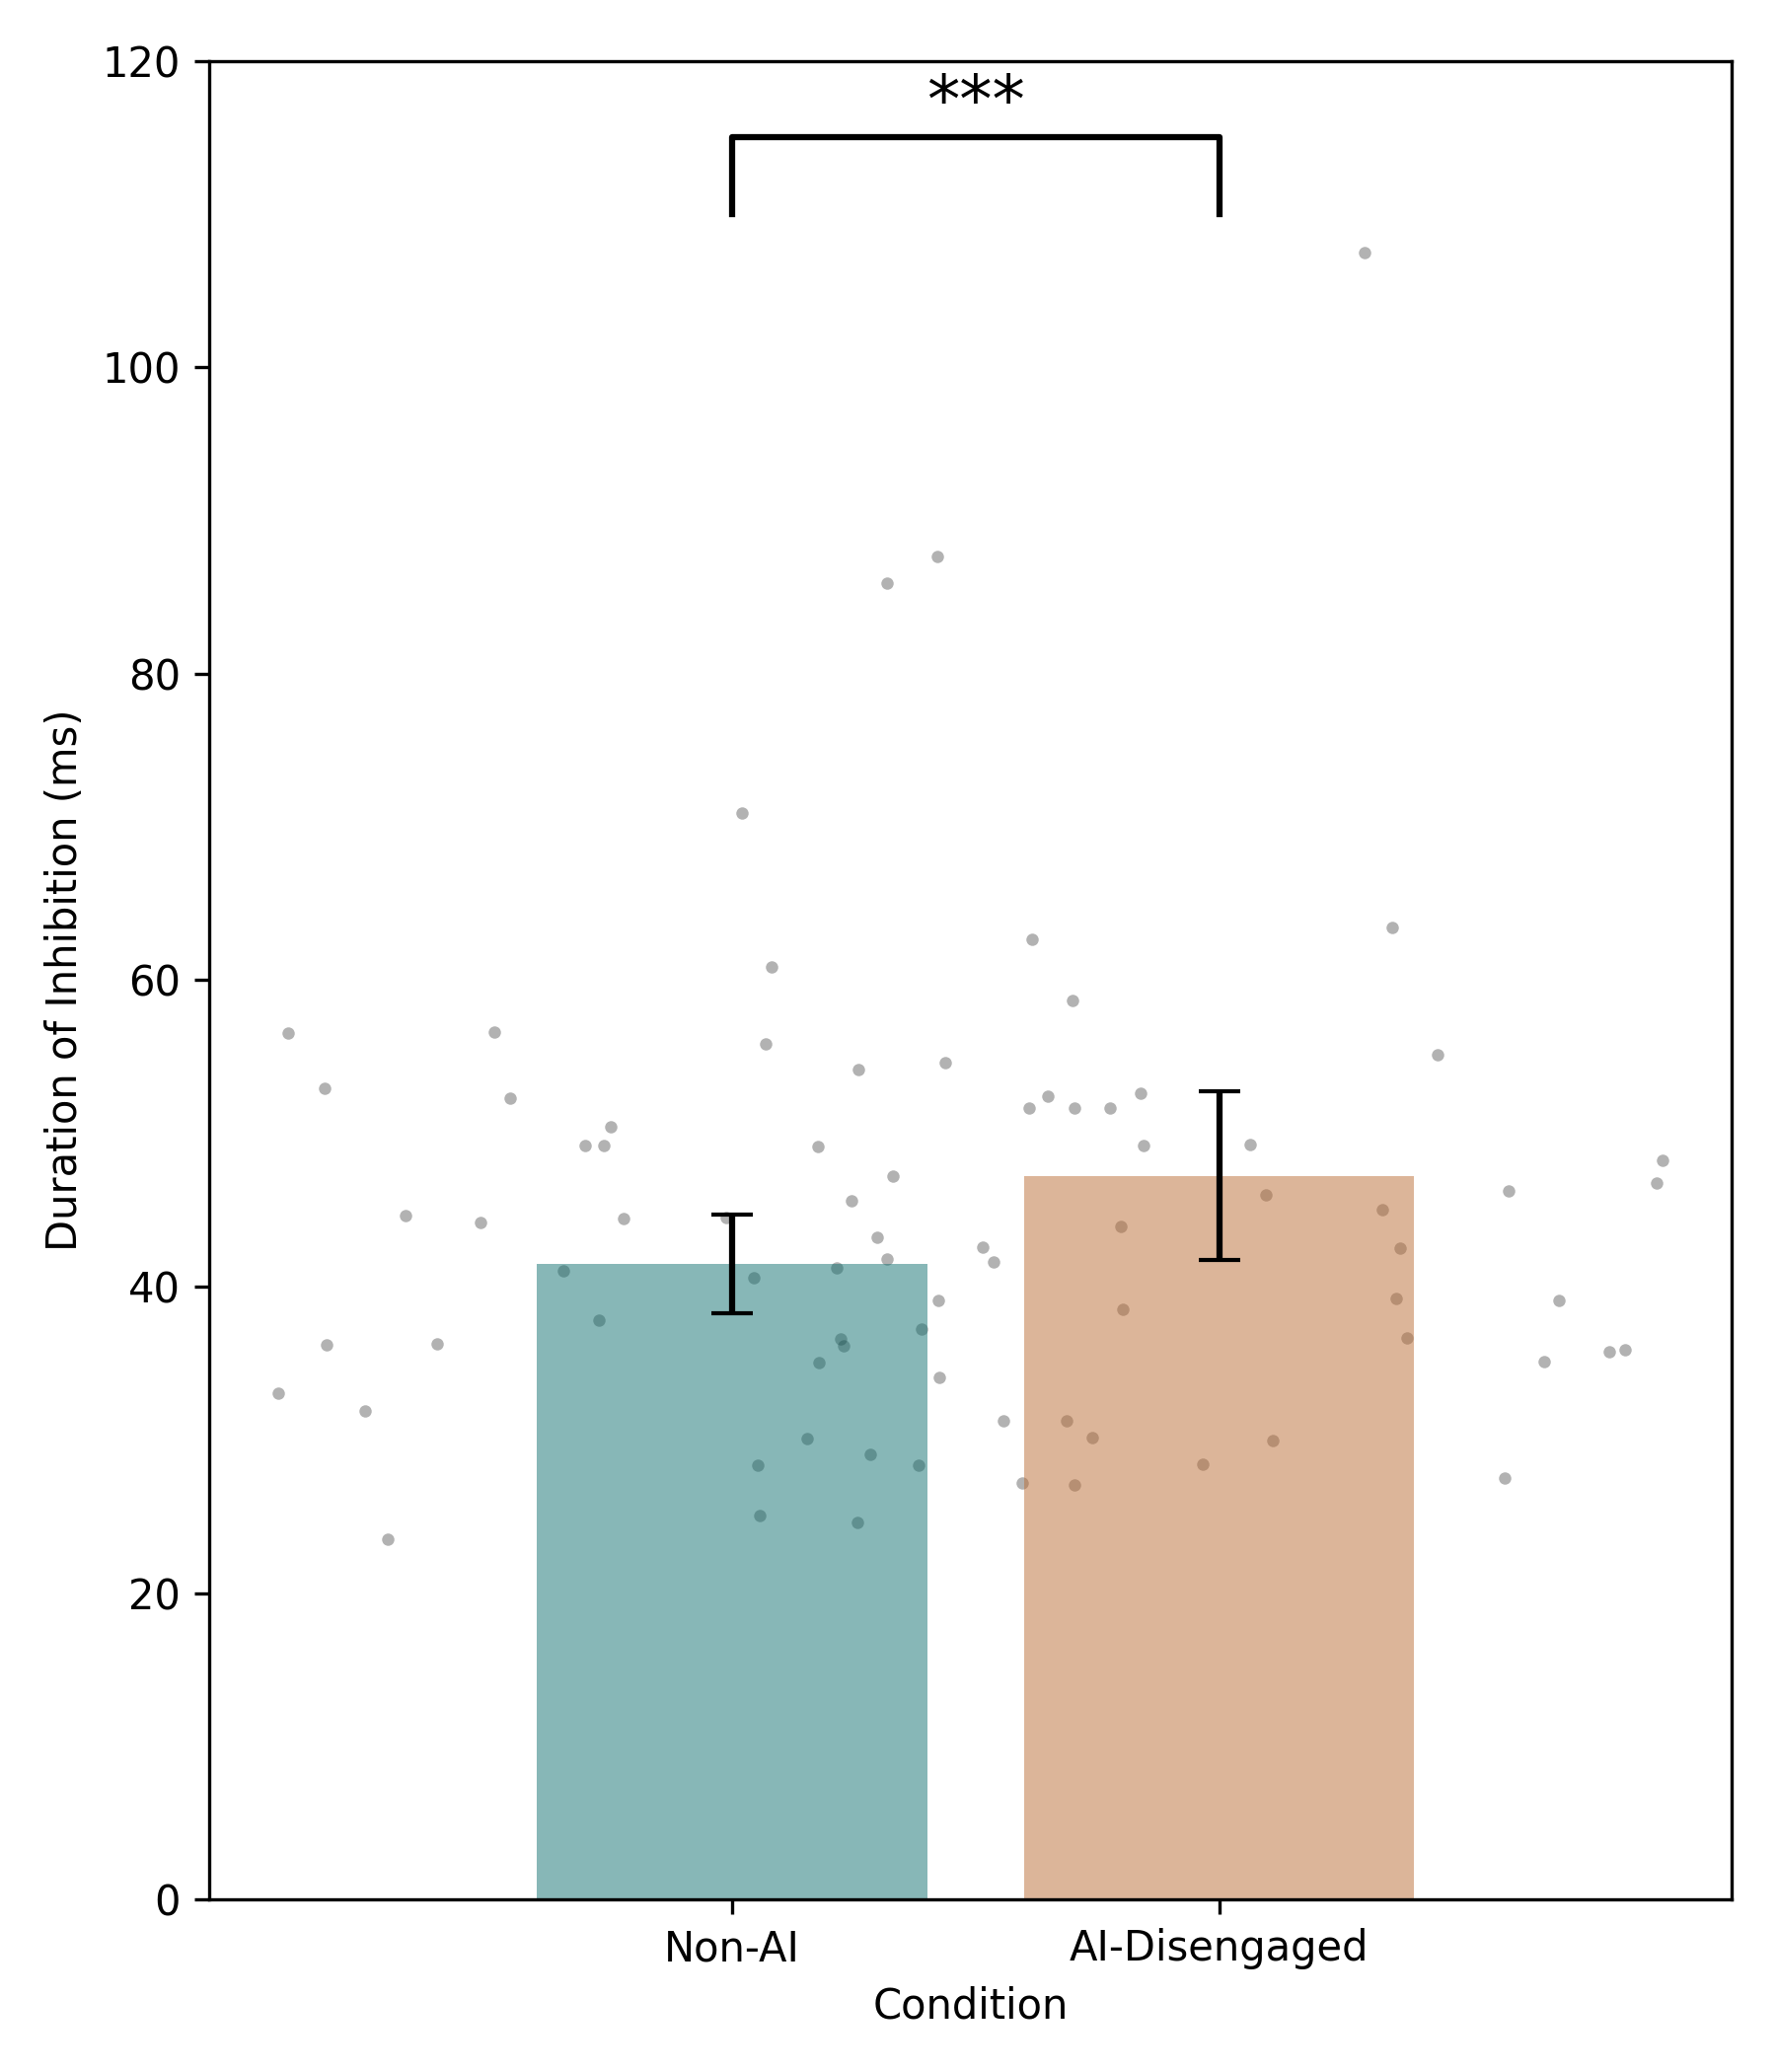 ***
120
100
80
60
40
20
0
Duration of Inhibition (ms)
Non-AI
AI-Disengaged
Condition